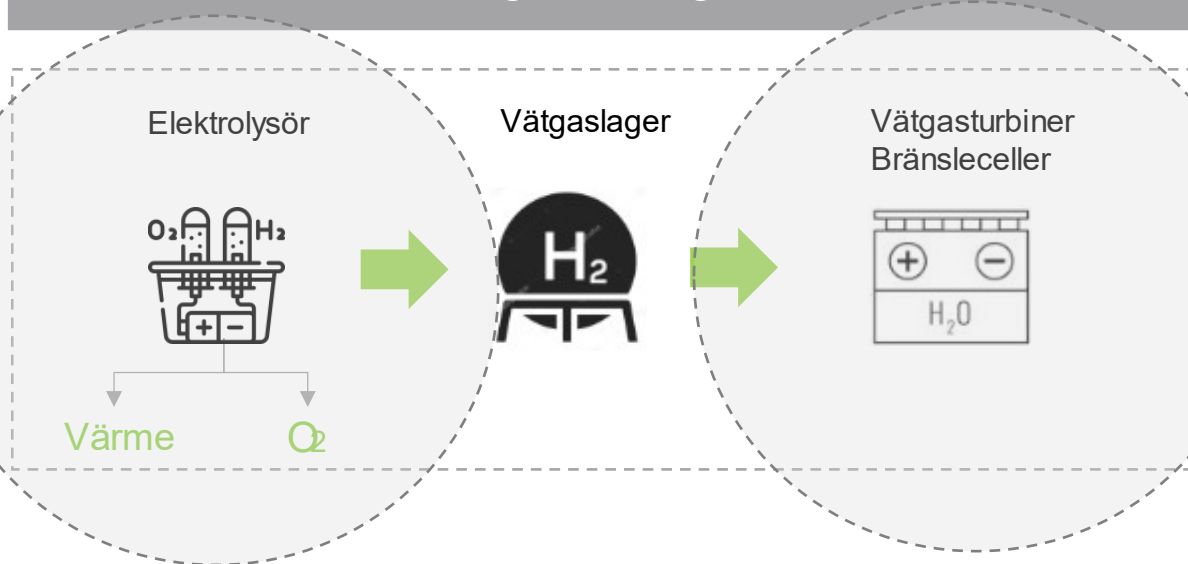 Elektrolysör
Vätgaslager
Vätgasturbiner
Bränsleceller
O₂ H₂
H₂
+ −
H₂O
+ −
Värme O₂